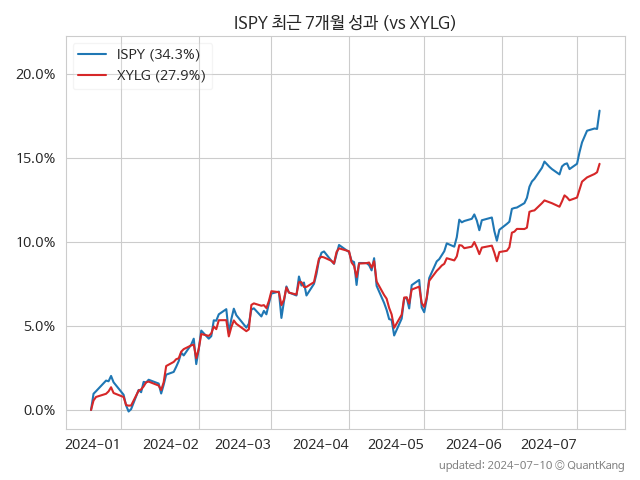 ISPY 최근 7개월 성과 (vs XYLG)
ISPY (34.3%)
XYLG (27.9%)
20.0%
15.0%
10.0%
5.0%
0.0%
2024-01 2024-02 2024-03 2024-04 2024-05 2024-06 2024-07
updated: 2024-07-10 © QuantKang